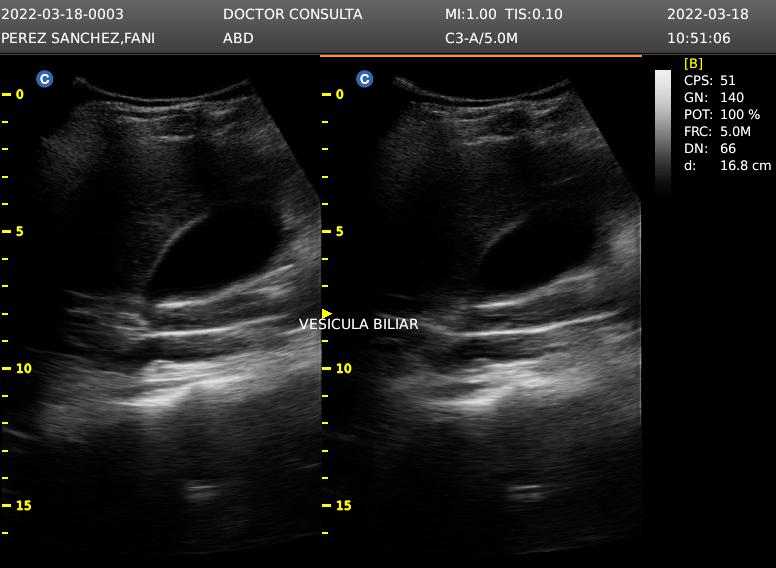 2022-03-18-0003 DOCTOR CONSULTA MI:1.00 TIS:0.10 2022-03-18
PEREZ SANCHEZ,FANI ABD C3-A/5.0M 10:51:06
[B]
CPS: 51
GN: 140
POT: 100 %
FRC: 5.0M
DN: 66
d: 16.8 cm
C C
0 0
5 5
VESICULA BILIAR
10 10
15 15